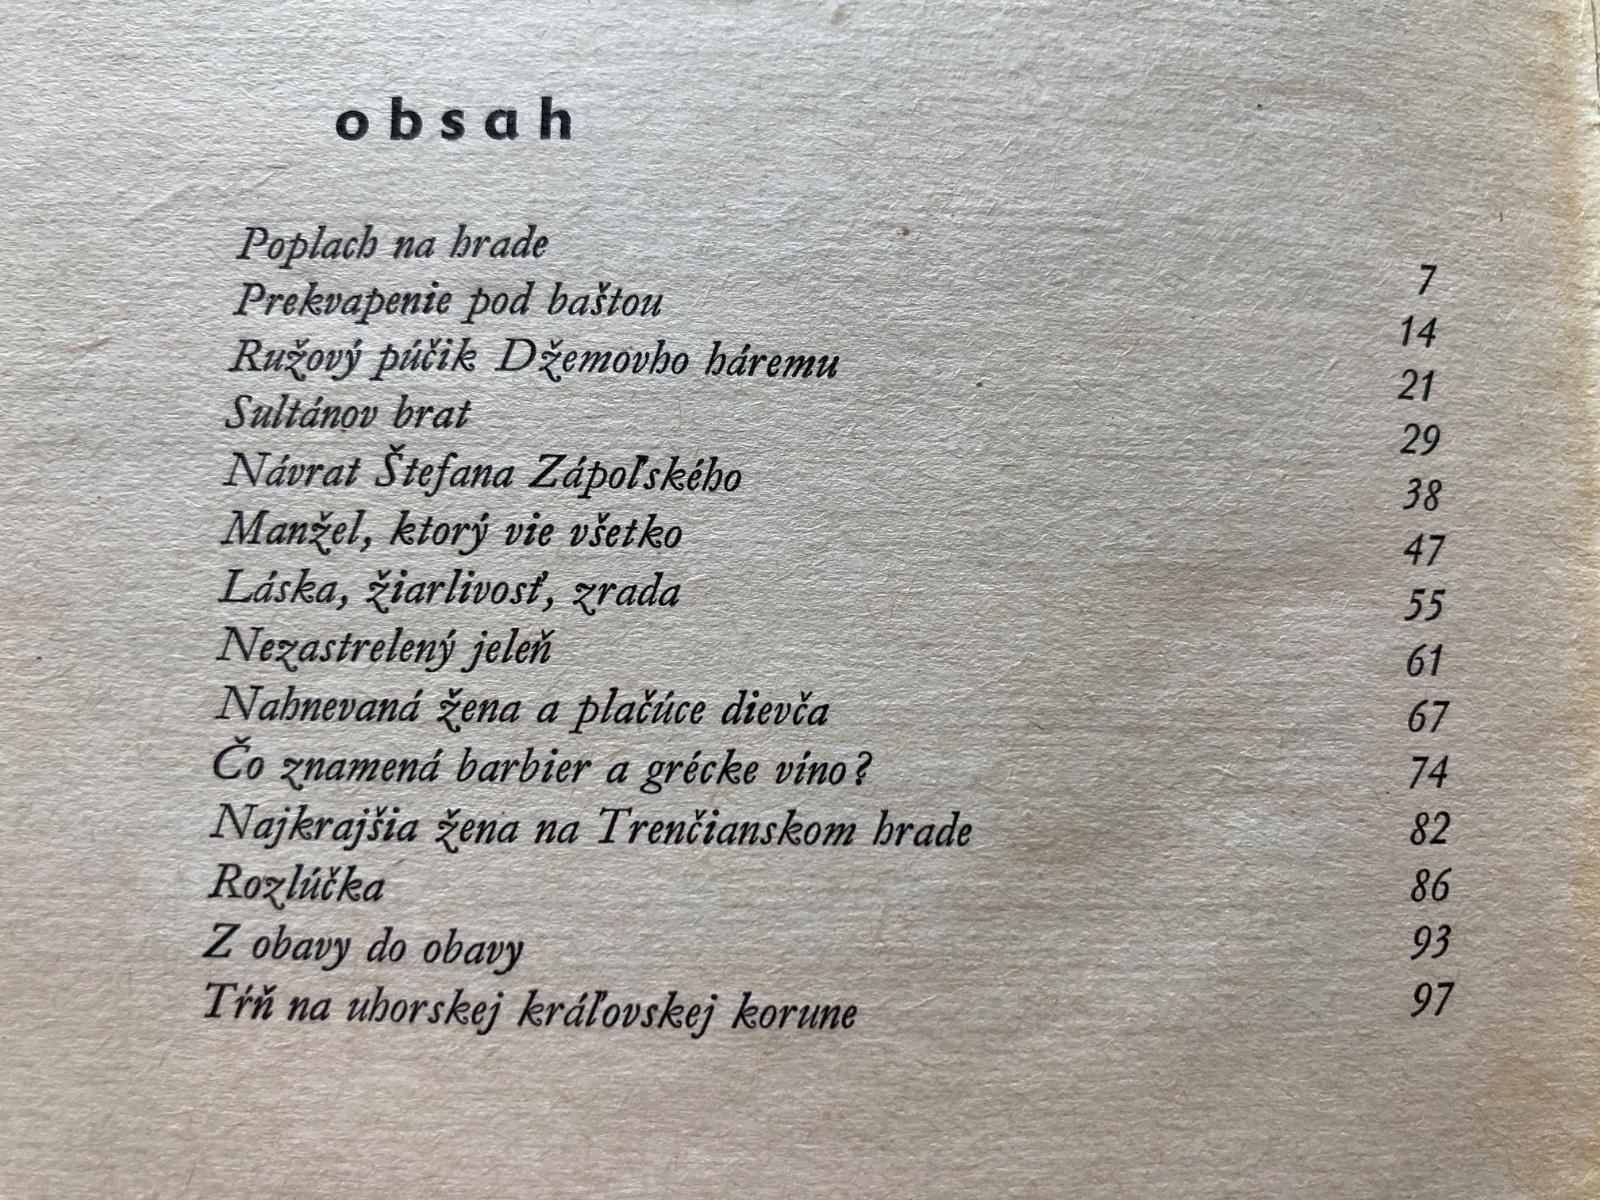 obsah
Poplach na hrade 7
Prekvapenie pod baštou 14
Ružový púčik Džemovho háremu 21
Sultánov brat 29
Návrat Štefana Zápoľského 38
Manžel, ktorý vie všetko 47
Láska, žiarlivosť, zrada 55
Nezastrelený jeleň 61
Nahnevaná žena a plačúce dievča 67
Čo znamená barbier a grécke víno? 74
Najkrajšia žena na Trenčianskom hrade 82
Rozlúčka 86
Z obavy do obavy 93
Tŕň na uhorskej kráľovskej korune 97